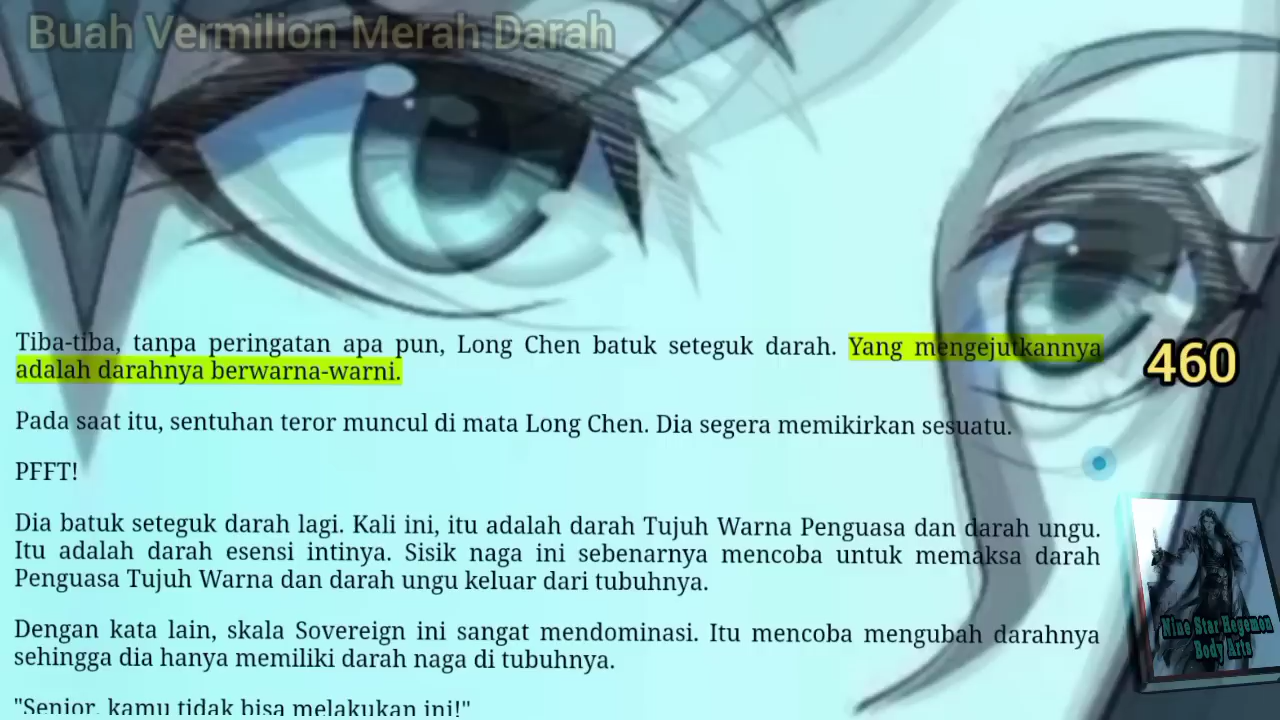 Buah Vermilion Merah Darah
Tiba-tiba, tanpa peringatan apa pun, Long Chen batuk seteguk darah. Yang mengejutkannya
adalah darahnya berwarna-warni.
460
Pada saat itu, sentuhan teror muncul di mata Long Chen. Dia segera memikirkan sesuatu.
PFFT!
Dia batuk seteguk darah lagi. Kali ini, itu adalah darah Tujuh Warna Penguasa dan darah ungu.
Itu adalah darah esensi intinya. Sisik naga ini sebenarnya mencoba untuk memaksa darah
Penguasa Tujuh Warna dan darah ungu keluar dari tubuhnya.
Dengan kata lain, skala Sovereign ini sangat mendominasi. Itu mencoba mengubah darahnya
sehingga dia hanya memiliki darah naga di tubuhnya.
"Senior, kamu tidak bisa melakukan ini!"
Nine Star Hegemon
Body Arts